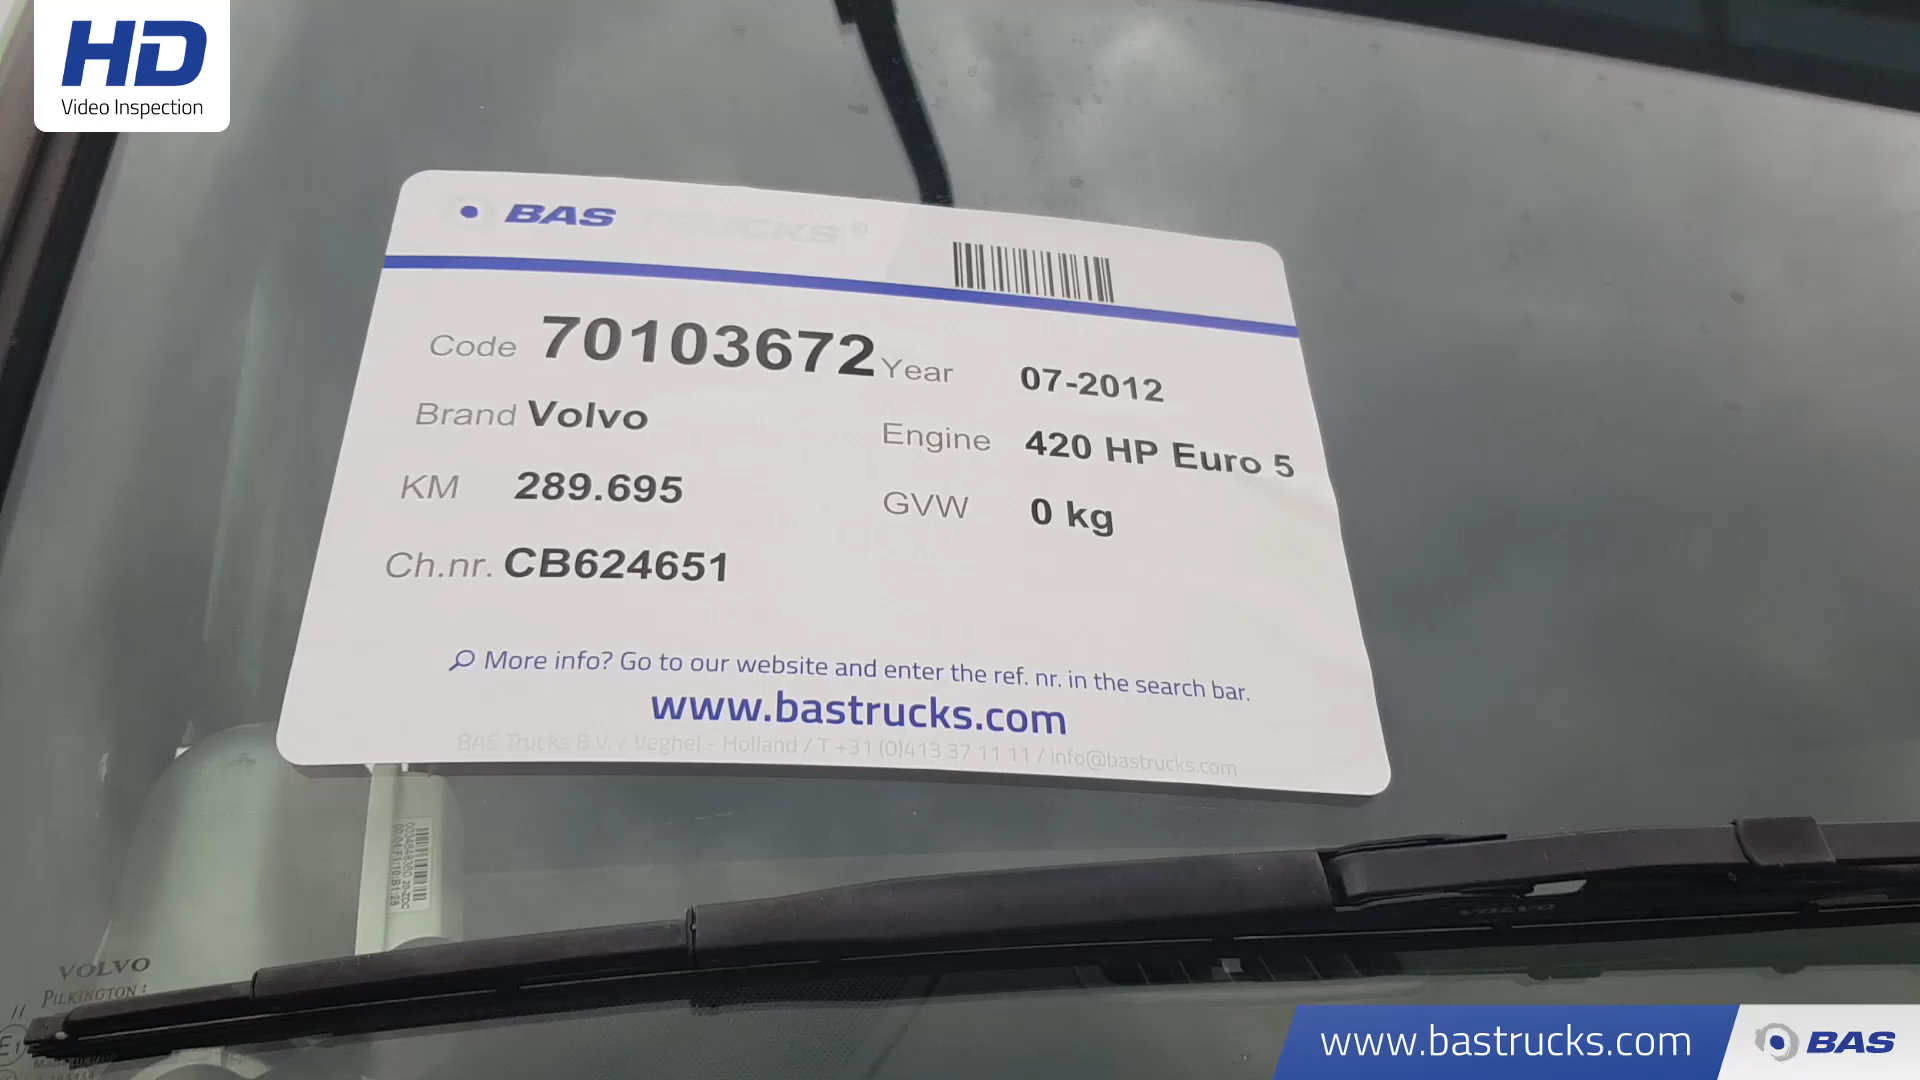 HD
Video Inspection
BAS TRUCKS®
Code 70103672
Year 07-2012
Brand Volvo
Engine 420 HP Euro 5
KM 289.695
GVW 0 kg
Ch.nr. CB624651
More info? Go to our website and enter the ref. nr. in the search bar.
www.bastrucks.com
BAS Trucks B.V. / Veghel - Holland / T +31 (0)413 37 11 11 / info@bastrucks.com
VOLVO
PILKINGTON
VOLVO
www.bastrucks.com
BAS